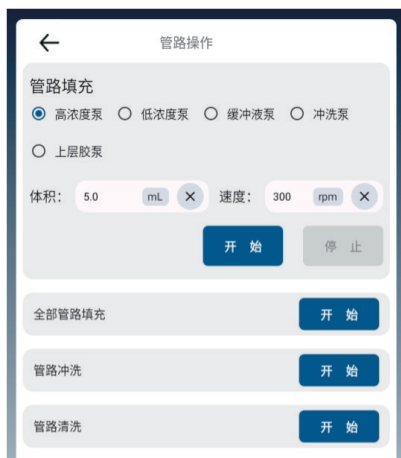 管路操作
管路填充
高浓度泵 低浓度泵 缓冲液泵 冲洗泵
上层胶泵
体积: 5.0 mL 速度: 300 rpm
开 始 停 止
全部管路填充 开 始
管路冲洗 开 始
管路清洗 开 始